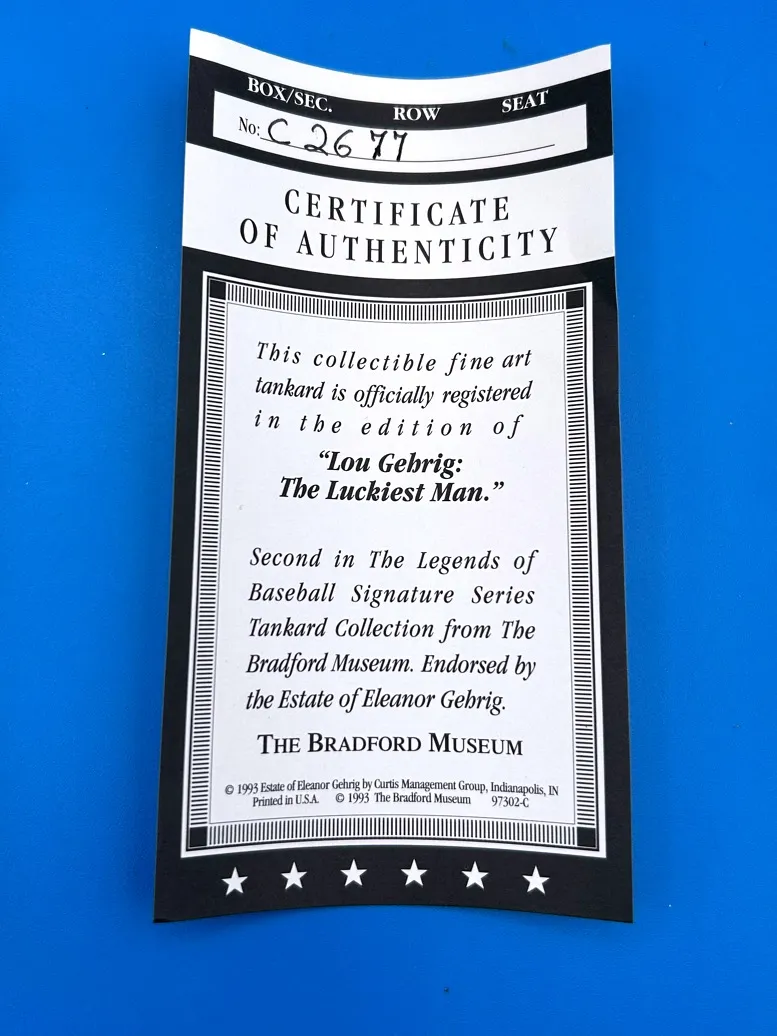 BOX/SEC. ROW SEAT
No: C 2677
CERTIFICATE
OF AUTHENTICITY
This collectible fine art
tankard is officially registered
in the edition of
“Lou Gehrig:
The Luckiest Man.”
Second in The Legends of
Baseball Signature Series
Tankard Collection from The
Bradford Museum. Endorsed by
the Estate of Eleanor Gehrig.
THE BRADFORD MUSEUM
© 1993 Estate of Eleanor Gehrig by Curtis Management Group, Indianapolis, IN
Printed in U.S.A. © 1993 The Bradford Museum 97302-C